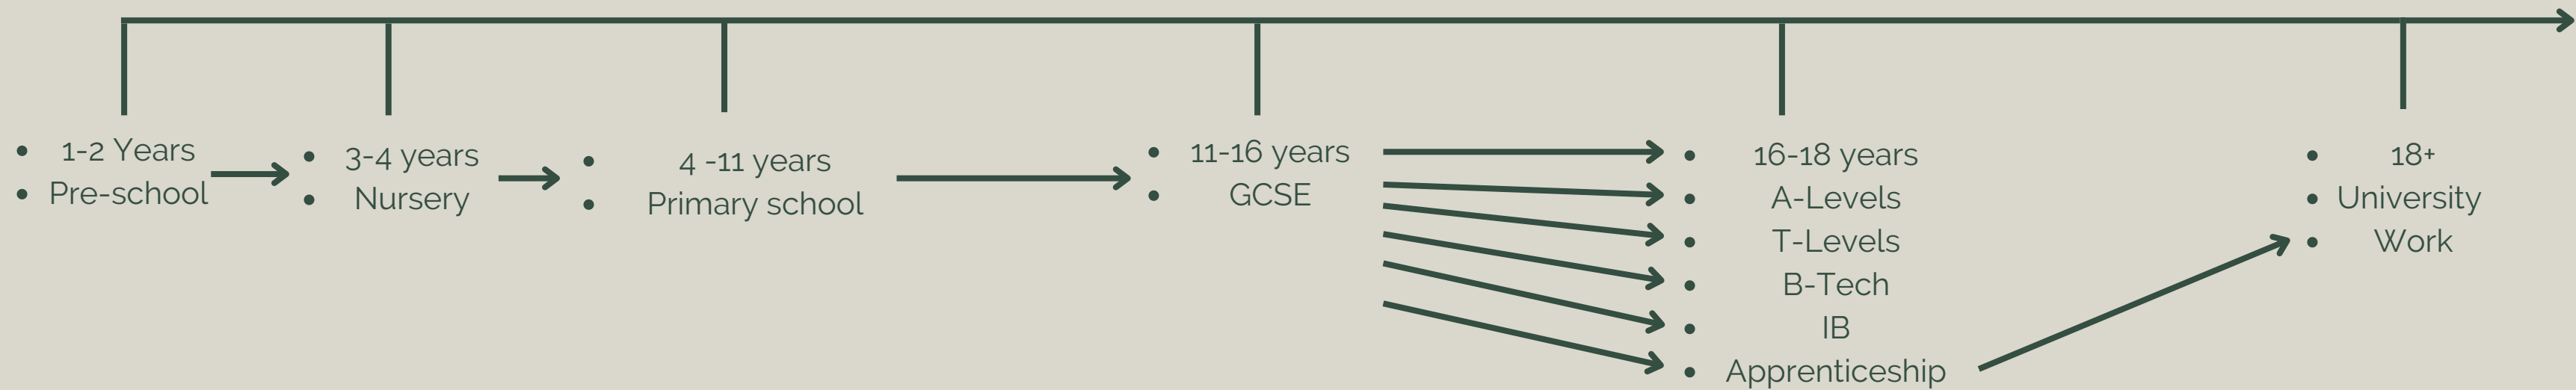 1-2 Years
Pre-school
3-4 years
Nursery
4 -11 years
Primary school
11-16 years
GCSE
16-18 years
A-Levels
T-Levels
B-Tech
IB
Apprenticeship
18+
University
Work